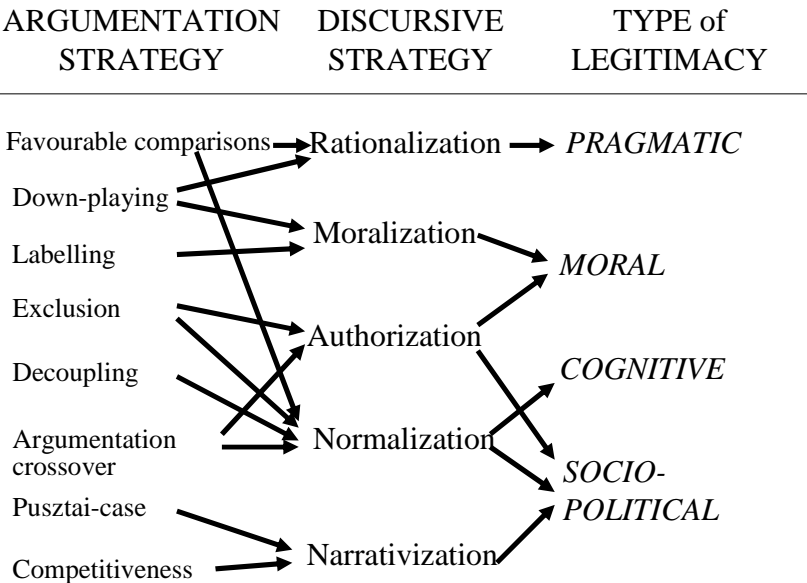 ARGUMENTATION STRATEGY
DISCURSIVE STRATEGY
TYPE of LEGITIMACY
Favourable comparisons
Rationalization
PRAGMATIC
Down-playing
Moralization
Labelling
MORAL
Exclusion
Authorization
Decoupling
COGNITIVE
Argumentation
crossover
Normalization
SOCIO-
POLITICAL
Pusztai-case
Narrativization
Competitiveness